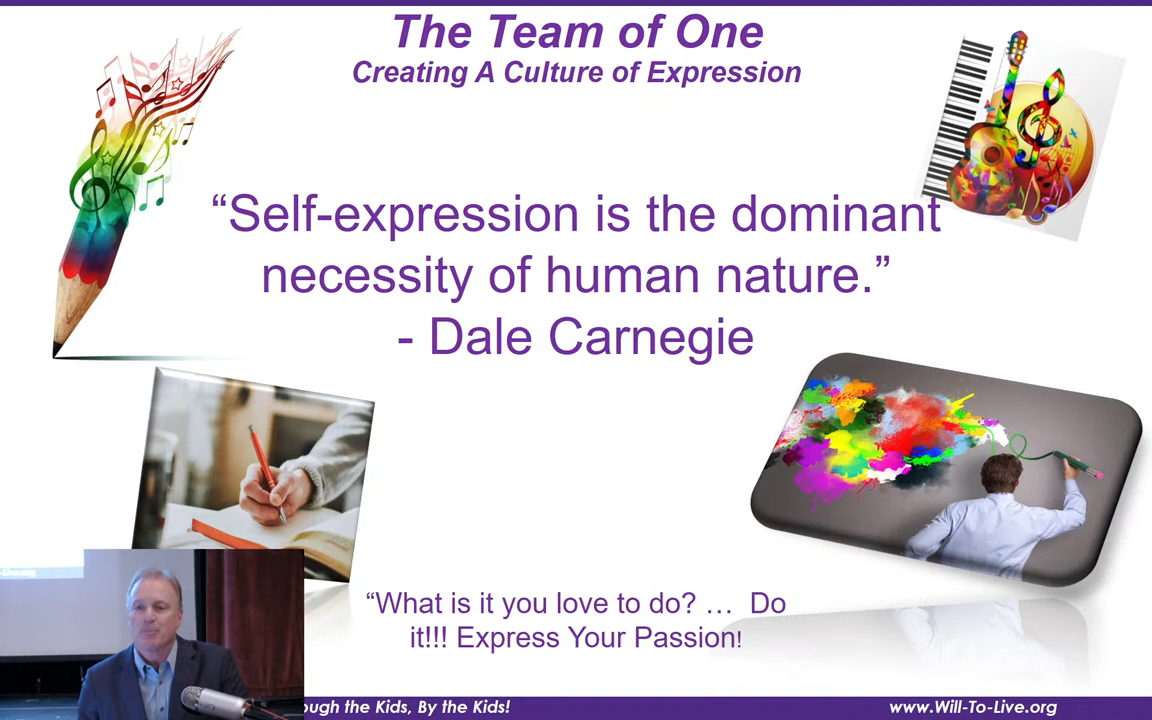 The Team of One
Creating A Culture of Expression
“Self-expression is the dominant
necessity of human nature.”
- Dale Carnegie
“What is it you love to do? … Do
it!!! Express Your Passion!
the Kids, By the Kids!
www.Will-To-Live.org